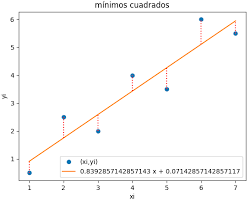 mínimos cuadrados
6
5
4
3
2
1
yi
(xi,yi)
0.8392857142857143 x + 0.07142857142857117
1 2 3 4 5 6 7
xi